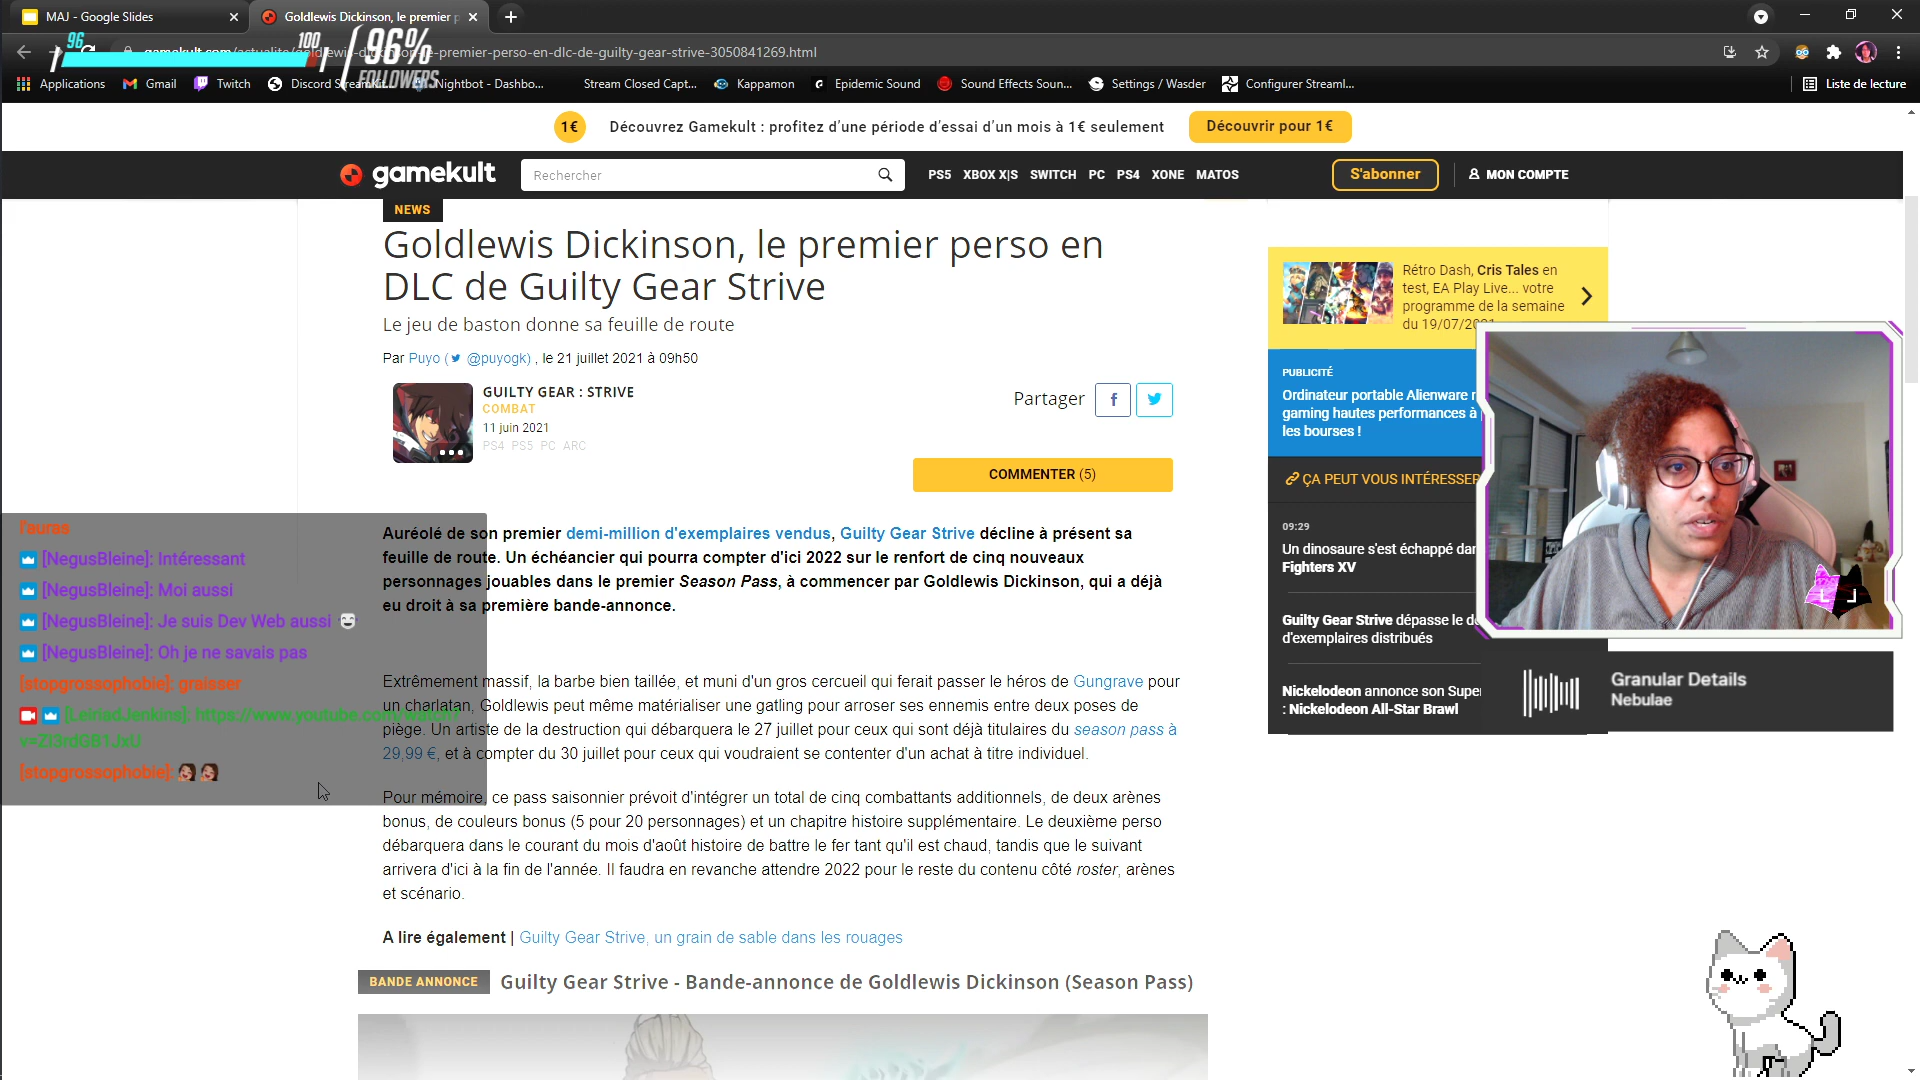 MAJ - Google Slides
Goldlewis Dickinson, le premier p
96
100
96%
FOLLOWERS
-premier-perso-en-dlc-de-guilty-gear-strive-3050841269.html
Applications
Gmail
Twitch
Discord
Nightbot - Dashbo...
Stream Closed Capt...
Kappamon
Epidemic Sound
Sound Effects Soun...
Settings / Wasder
Configurer Streaml...
Liste de lecture
1€
Découvrez Gamekult : profitez d'une période d'essai d'un mois à 1€ seulement
Découvrir pour 1€
gamekult
Rechercher
PS5 XBOX X|S SWITCH PC PS4 XONE MATOS
S'abonner
MON COMPTE
NEWS
Goldlewis Dickinson, le premier perso en
DLC de Guilty Gear Strive
Le jeu de baston donne sa feuille de route
Par Puyo ( @puyogk) , le 21 juillet 2021 à 09h50
GUILTY GEAR : STRIVE
COMBAT
11 juin 2021
PS4 PS5 PC ARC
Partager
COMMENTER (5)
Auréolé de son premier demi-million d'exemplaires vendus, Guilty Gear Strive décline à présent sa
feuille de route. Un échéancier qui pourra compter d'ici 2022 sur le renfort de cinq nouveaux
personnages jouables dans le premier Season Pass, à commencer par Goldlewis Dickinson, qui a déjà
eu droit à sa première bande-annonce.
Extrêmement massif, la barbe bien taillée, et muni d'un gros cercueil qui ferait passer le héros de Gungrave pour
un charlatan, Goldlewis peut même matérialiser une gatling pour arroser ses ennemis entre deux poses de
piège. Un artiste de la destruction qui débarquera le 27 juillet pour ceux qui sont déjà titulaires du season pass à
29,99 €, et à compter du 30 juillet pour ceux qui voudraient se contenter d'un achat à titre individuel.
Pour mémoire, ce pass saisonnier prévoit d'intégrer un total de cinq combattants additionnels, de deux arènes
bonus, de couleurs bonus (5 pour 20 personnages) et un chapitre histoire supplémentaire. Le deuxième perso
débarquera dans le courant du mois d'août histoire de battre le fer tant qu'il est chaud, tandis que le suivant
arrivera d'ici à la fin de l'année. Il faudra en revanche attendre 2022 pour le reste du contenu côté roster, arènes
et scénario.
A lire également | Guilty Gear Strive, un grain de sable dans les rouages
BANDE ANNONCE
Guilty Gear Strive - Bande-annonce de Goldlewis Dickinson (Season Pass)
l'auras
[NegusBleine]: Intéressant
[NegusBleine]: Moi aussi
[NegusBleine]: Je suis Dev Web aussi
[NegusBleine]: Oh je ne savais pas
[stopgrossophobie]: graisser
[LeiriadJenkins]: https://www.youtube.com/watch?
[stopgrossophobie]:
Rétro Dash, Cris Tales en
test, EA Play Live... votre
programme de la semaine
du 19/07/2021
PUBLICITÉ
Ordinateur portable Alienware
gaming hautes performances à
les bourses !
ÇA PEUT VOUS INTÉRESSER
09:29
Un dinosaure s'est échappé dan
Fighters XV
Guilty Gear Strive dépasse le de
d'exemplaires distribués
Nickelodeon annonce son Super
: Nickelodeon All-Star Brawl
L J
Granular Details
Nebulae